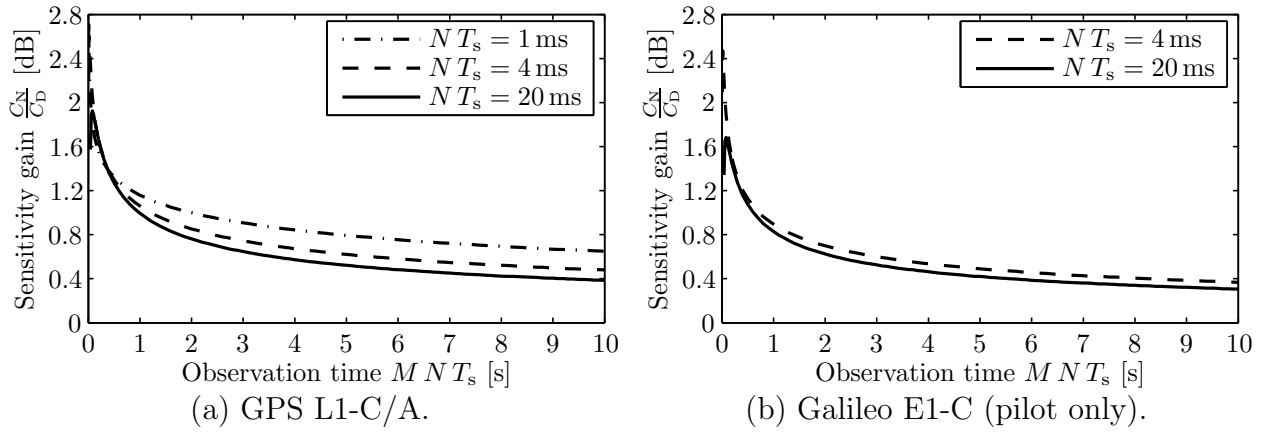 2.8
2.4
2
1.6
1.2
0.8
0.4
0
Sensitivity gain C_N/C_D [dB]
N T_s = 1 ms
N T_s = 4 ms
N T_s = 20 ms
0 1 2 3 4 5 6 7 8 9 10
Observation time M N T_s [s]
(a) GPS L1-C/A.
2.8
2.4
2
1.6
1.2
0.8
0.4
0
Sensitivity gain C_N/C_D [dB]
N T_s = 4 ms
N T_s = 20 ms
0 1 2 3 4 5 6 7 8 9 10
Observation time M N T_s [s]
(b) Galileo E1-C (pilot only).